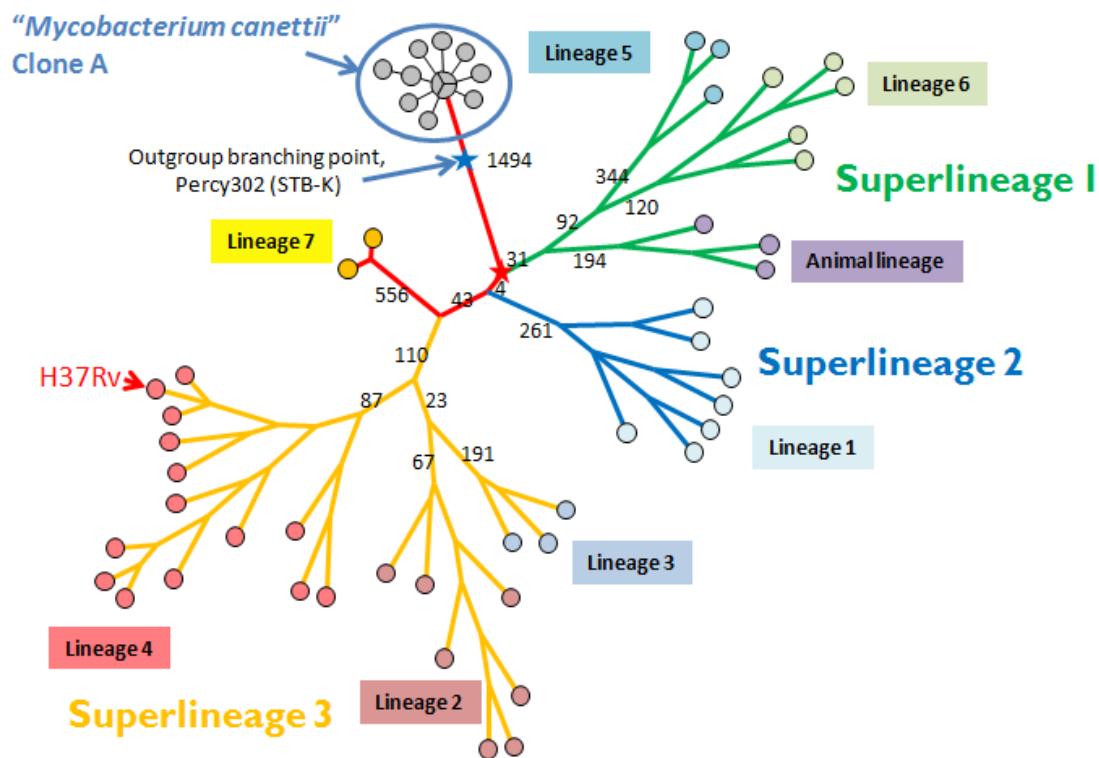 "Mycobacterium canettii"
Clone A
Lineage 5
Lineage 6
Outgroup branching point,
Percy302 (STB-K)
1494
344
120
Superlineage 1
92
Lineage 7
31
194
Animal lineage
556
43
4
261
110
Superlineage 2
H37Rv
87
23
Lineage 1
67
191
Lineage 3
Lineage 4
Lineage 2
Superlineage 3